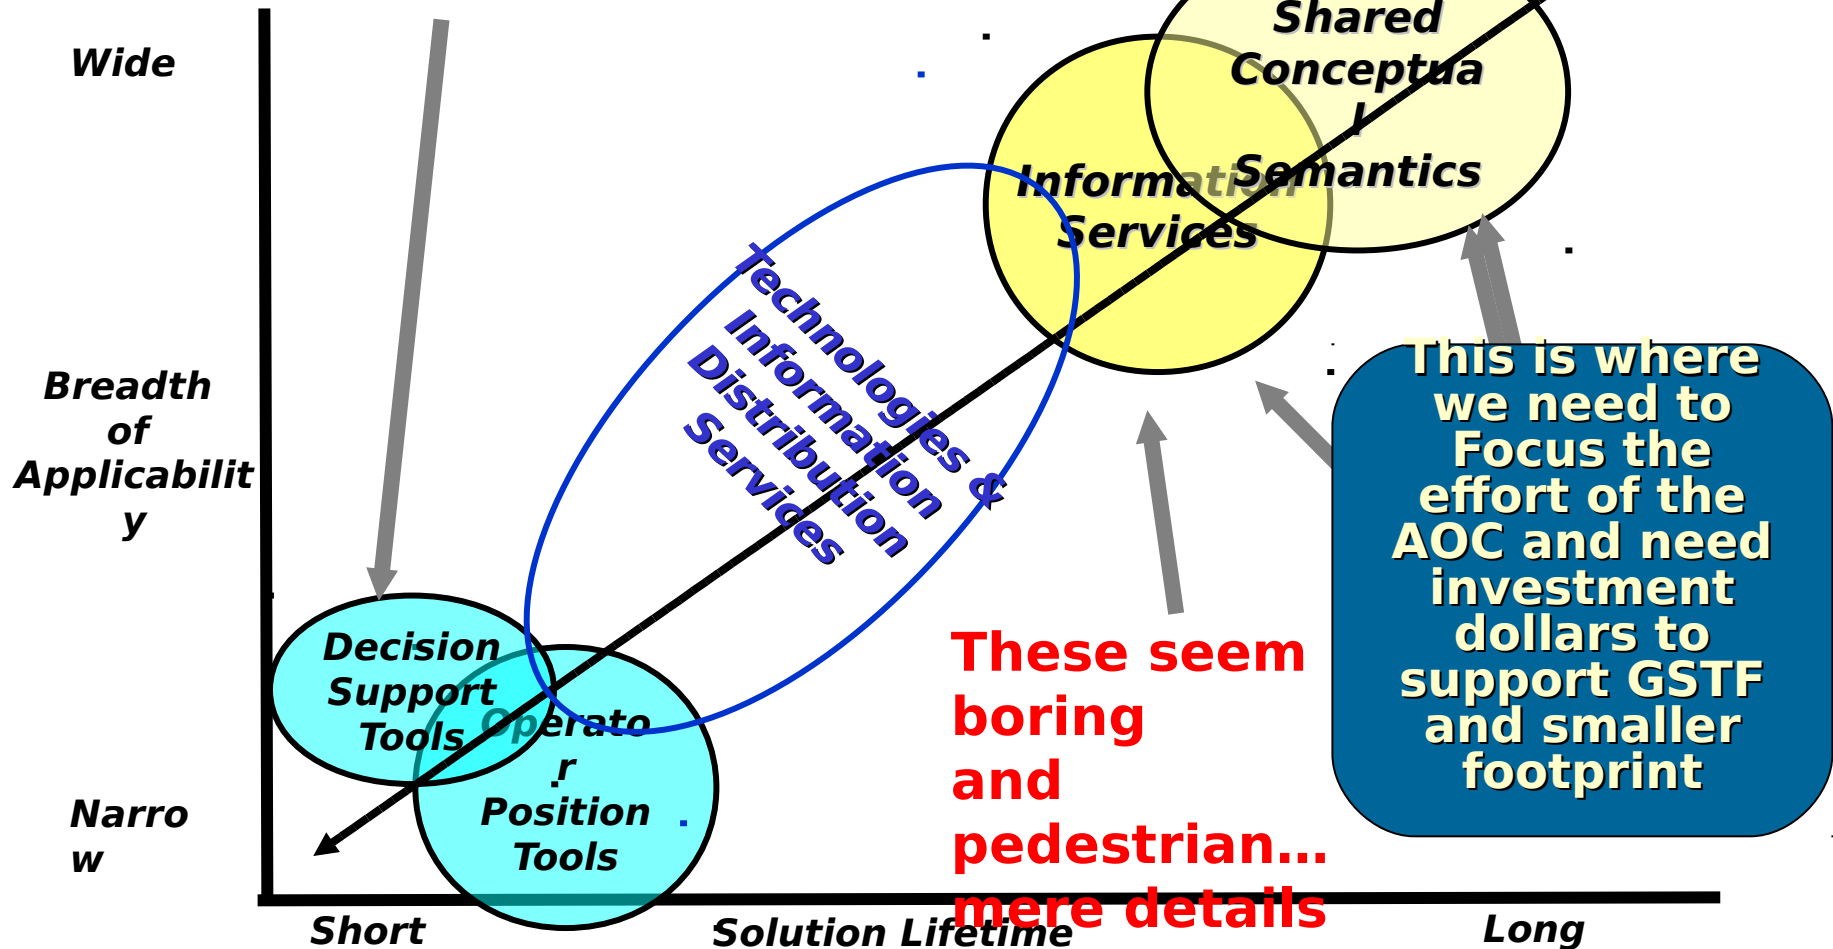 Wide
Breadth
of
Applicabilit
y
Narro
w
Shared
Conceptua
l
Semantics
Information
Services
Technologies &
Information
Distribution
Services
Decision
Support
Tools
Operato
r
Position
Tools
These seem
boring
and
pedestrian…
mere details
This is where
we need to
Focus the
effort of the
AOC and need
investment
dollars to
support GSTF
and smaller
footprint
Short
Solution Lifetime
Long